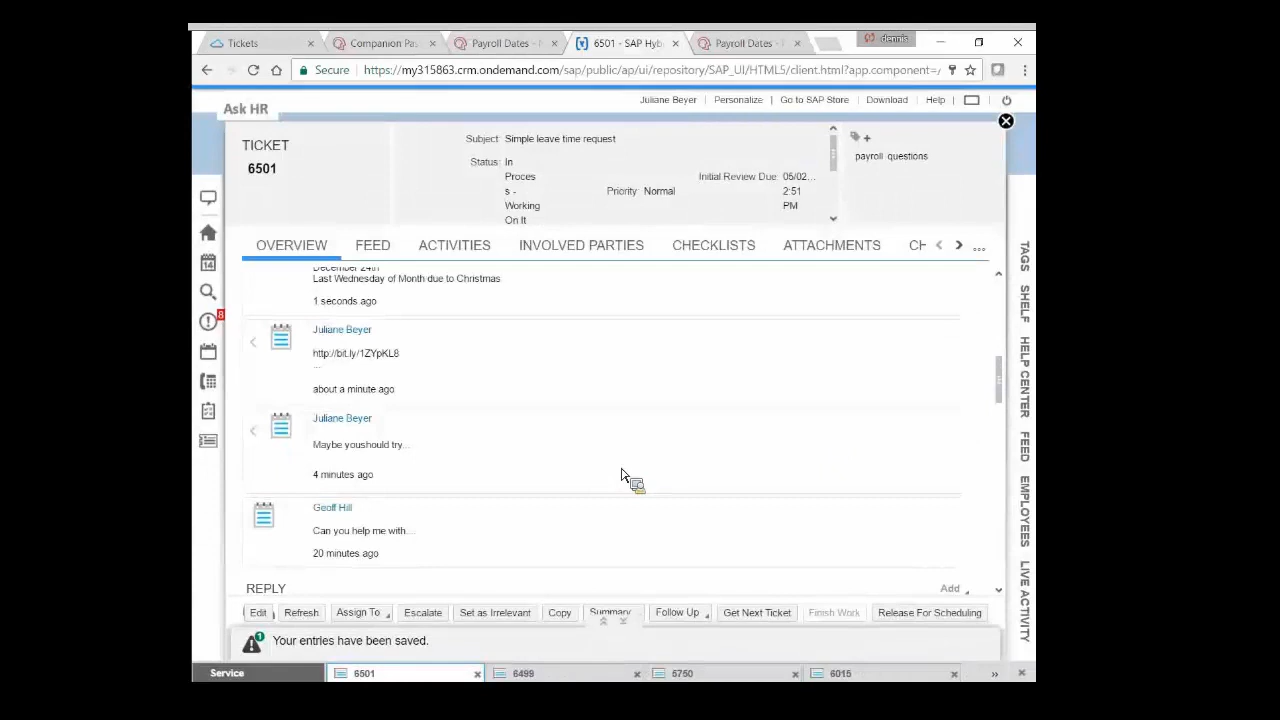 Tickets
Companion Pa
Payroll Dates -
6501 - SAP Hyb
Payroll Dates -
dennis
Secure
https://my315863.crm.ondemand.com/sap/public/ap/ui/repository/SAP_UI/HTML5/client.html?app.component=/
Juliane Beyer
Personalize
Go to SAP Store
Download
Help
Ask HR
TICKET
6501
Subject: Simple leave time request
Status: In
Proces
s -
Working
On It
Priority: Normal
Initial Review Due: 05/02...
2:51
PM
payroll questions
14
8
OVERVIEW
FEED
ACTIVITIES
INVOLVED PARTIES
CHECKLISTS
ATTACHMENTS
CH
...
December 24th
Last Wednesday of Month due to Christmas
1 seconds ago
Juliane Beyer
http://bit.ly/1ZYpKL8
...
about a minute ago
Juliane Beyer
Maybe youshould try...
4 minutes ago
Geoff Hill
Can you help me with...
20 minutes ago
REPLY
Add
Edit
Refresh
Assign To
Escalate
Set as Irrelevant
Copy
Summary
Follow Up
Get Next Ticket
Finish Work
Release For Scheduling
1
Your entries have been saved.
Service
6501
6499
5750
6015
TAGS
SHELF
HELP CENTER
FEED
EMPLOYEES
LIVE ACTIVITY